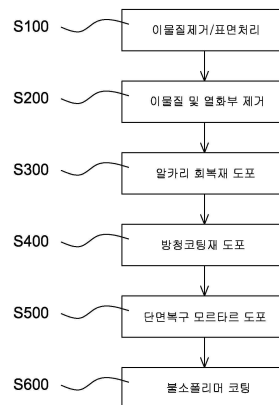 S100 이물질제거/표면처리
S200 이물질 및 열화부 제거
S300 알카리 회복재 도포
S400 방청코팅재 도포
S500 단면복구 모르타르 도포
S600 불소폴리머 코팅